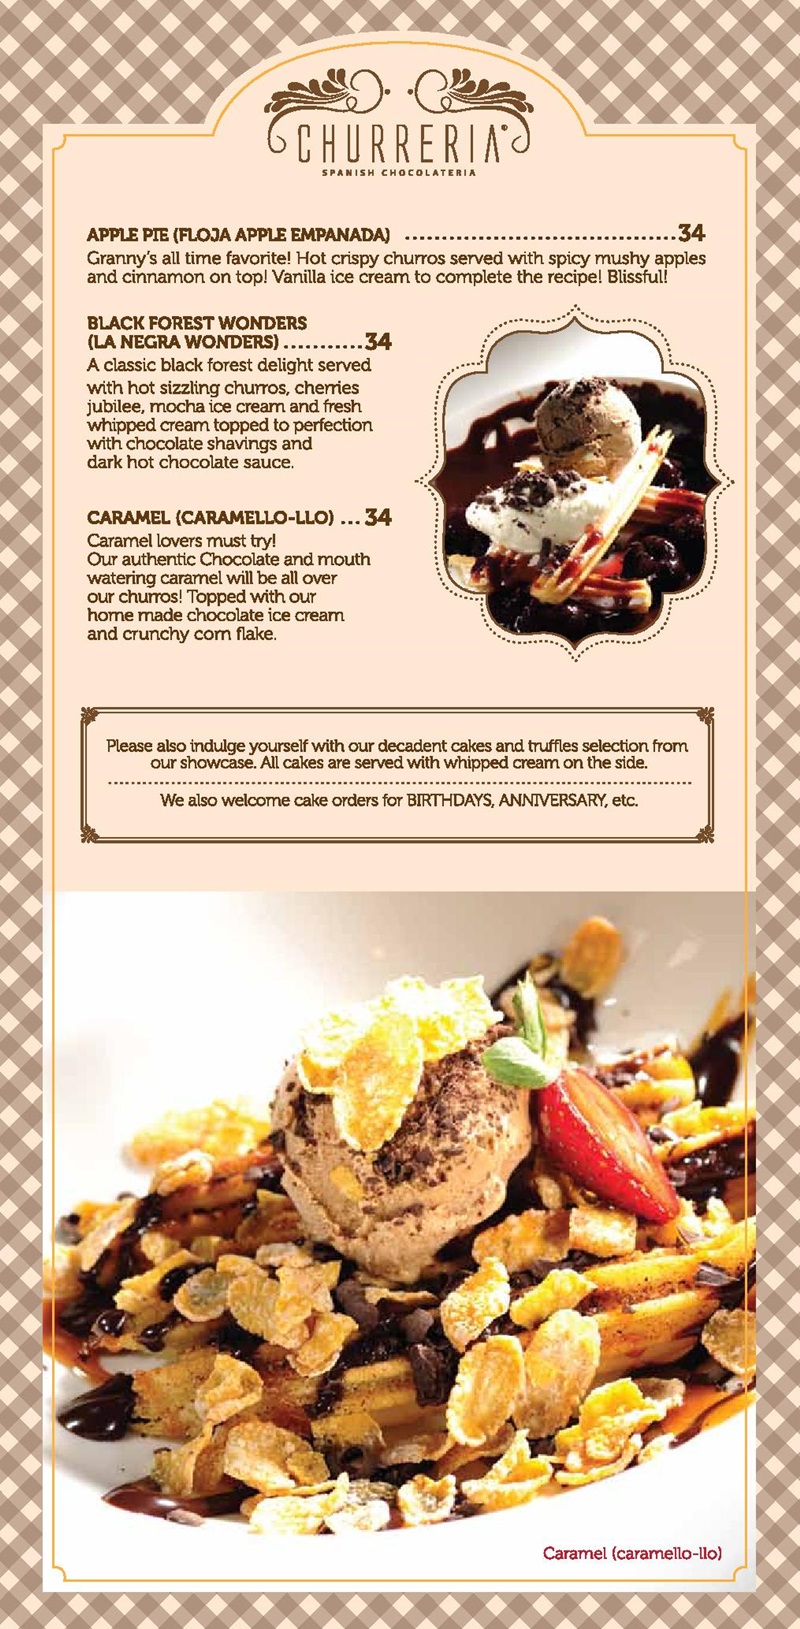 CHURRERIA
SPANISH CHOCOLATERIA
APPLE PIE (FLOJA APPLE EMPANADA) ....................................34
Granny's all time favorite! Hot crispy churros served with spicy mushy apples
and cinnamon on top! Vanilla ice cream to complete the recipe! Blissful!
BLACK FOREST WONDERS
(LA NEGRA WONDERS)...........34
A classic black forest delight served
with hot sizzling churros, cherries
jubilee, mocha ice cream and fresh
whipped cream topped to perfection
with chocolate shavings and
dark hot chocolate sauce.
CARAMEL (CARAMELLO-LLO) ...34
Caramel lovers must try!
Our authentic Chocolate and mouth
watering caramel will be all over
our churros! Topped with our
home made chocolate ice cream
and crunchy corn flake.
Please also indulge yourself with our decadent cakes and truffles selection from
our showcase. All cakes are served with whipped cream on the side.
We also welcome cake orders for BIRTHDAYS, ANNIVERSARY, etc.
Caramel (caramello-llo)